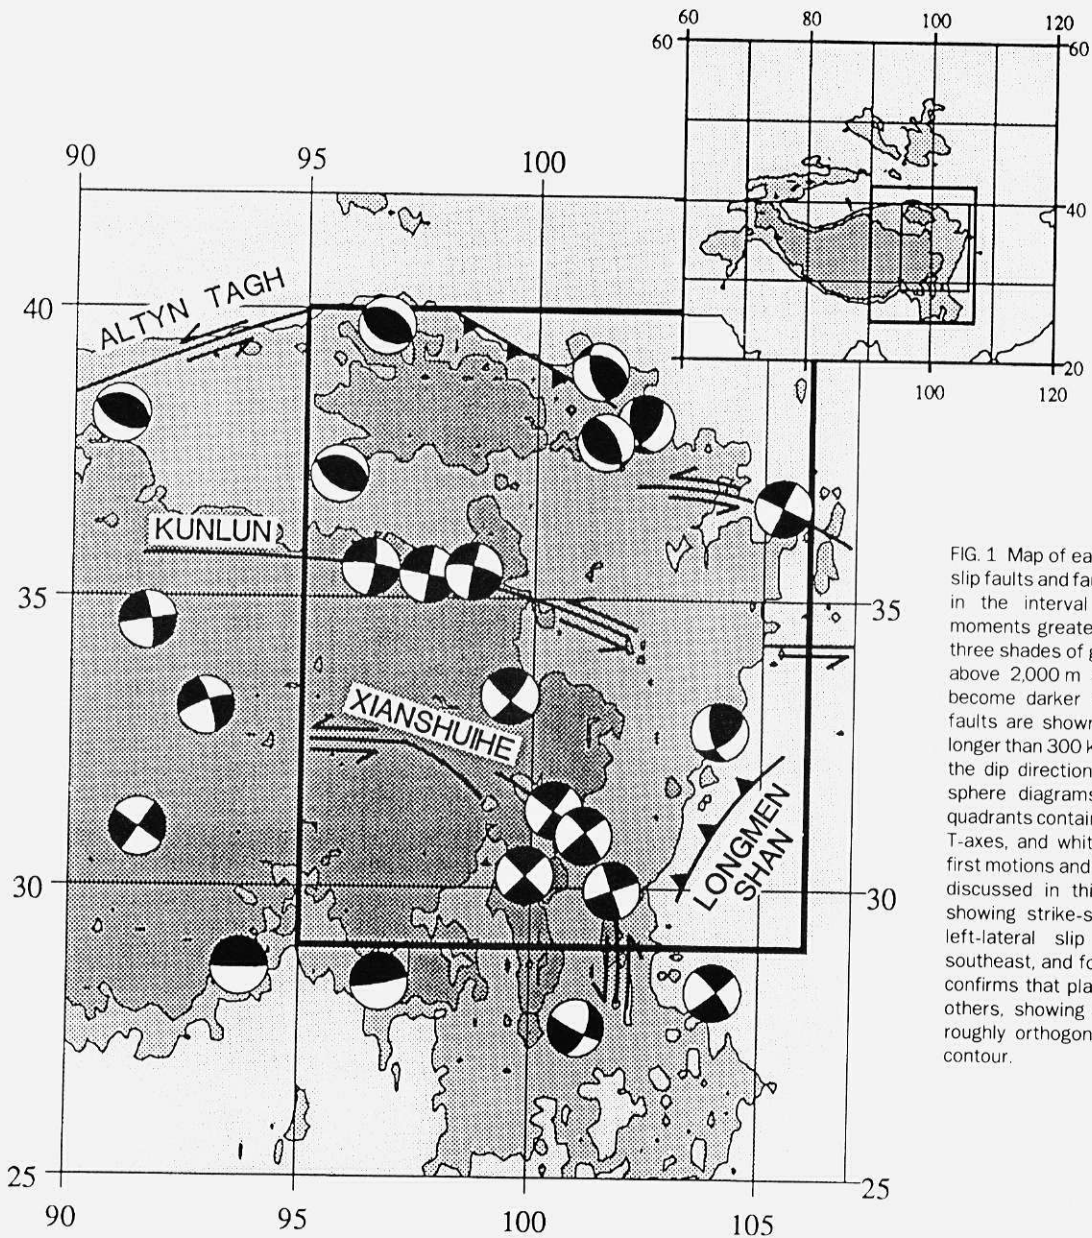 60 80 100 120
60 60
40
20
100 120
90 95 100
ALTYN TAGH
40
KUNLUN
35 35
XIANSHUIHE
LONGMEN
SHAN
30 30
25 25
90 95 100 105
FIG. 1 Map of ea
slip faults and fa
in the interval
moments greate
three shades of g
above 2,000 m
become darker
faults are shown
longer than 300 k
the dip direction
sphere diagrams
quadrants contain
T-axes, and whit
first motions and
discussed in thi
showing strike-s
left-lateral slip
southeast, and fo
confirms that pla
others, showing
roughly orthogon
contour.